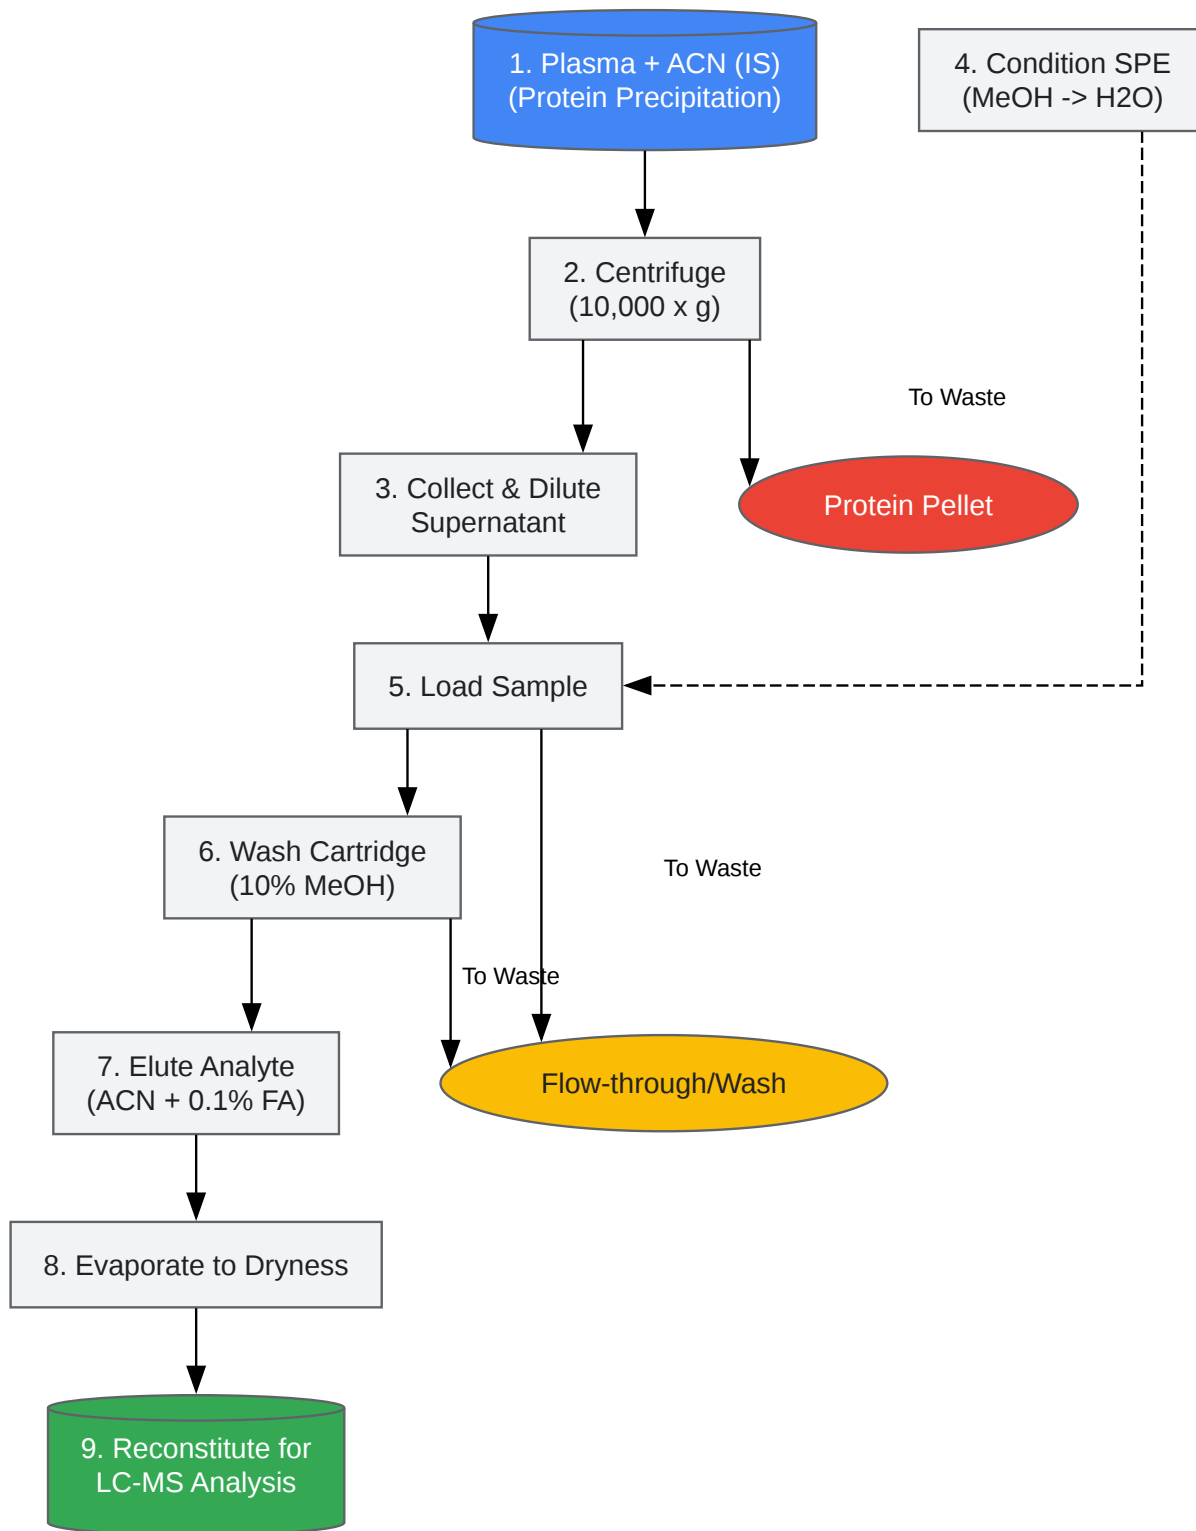 1. Plasma + ACN (IS)
(Protein Precipitation)
4. Condition SPE
(MeOH -> H2O)
2. Centrifuge
(10,000 x g)
To Waste
3. Collect & Dilute
Supernatant
Protein Pellet
5. Load Sample
6. Wash Cartridge
(10% MeOH)
To Waste
To Waste
7. Elute Analyte
(ACN + 0.1% FA)
Flow-through/Wash
8. Evaporate to Dryness
9. Reconstitute for
LC-MS Analysis